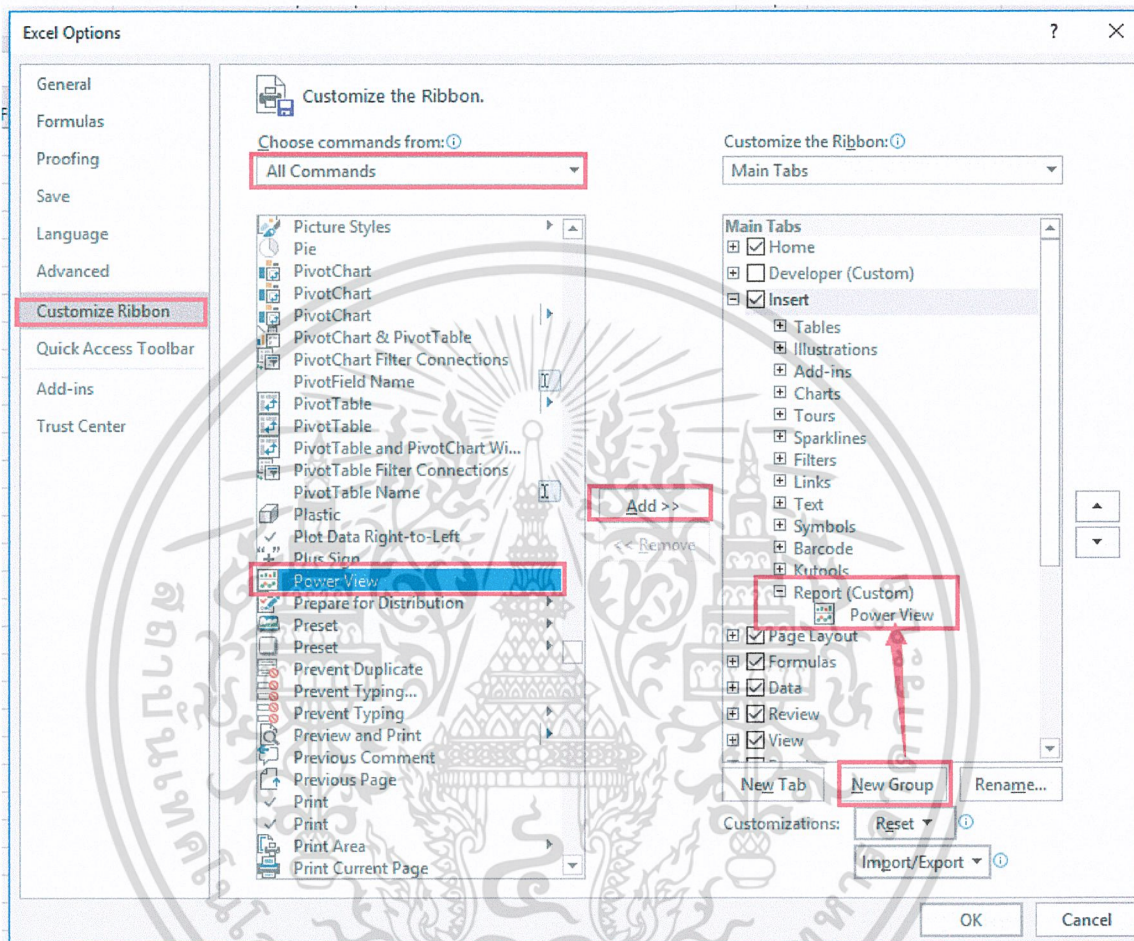 Excel Options
?
General
Formulas
Proofing
Save
Language
Advanced
Customize Ribbon
Quick Access Toolbar
Add-ins
Trust Center
Customize the Ribbon.
Choose commands from:
All Commands
Picture Styles
Pie
PivotChart
PivotChart
PivotChart
PivotChart & PivotTable
PivotChart Filter Connections
PivotField Name
PivotTable
PivotTable
PivotTable and PivotChart Wi...
PivotTable Filter Connections
PivotTable Name
Plastic
Plot Data Right-to-Left
Plus Sign
Power View
Prepare for Distribution
Preset
Preset
Prevent Duplicate
Prevent Typing...
Prevent Typing
Preview and Print
Previous Comment
Previous Page
Print
Print
Print Area
Print Current Page
Add >>
<< Remove
Customize the Ribbon:
Main Tabs
Main Tabs
Home
Developer (Custom)
Insert
Tables
Illustrations
Add-ins
Charts
Tours
Sparklines
Filters
Links
Text
Symbols
Barcode
Kutools
Report (Custom)
Power View
Page Layout
Formulas
Data
Review
View
New Tab
New Group
Rename...
Customizations:
Reset
Import/Export
OK
Cancel